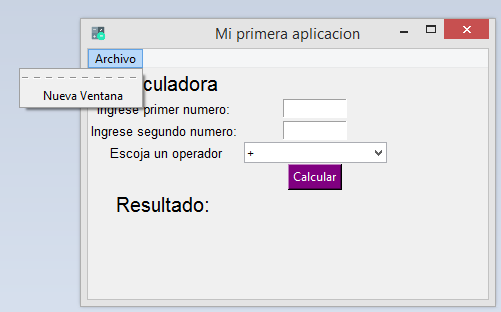 Mi primera aplicacion
Archivo
Nueva Ventana
culadora
Ingrese primer numero:
Ingrese segundo numero:
Escoja un operador
+
Calcular
Resultado: